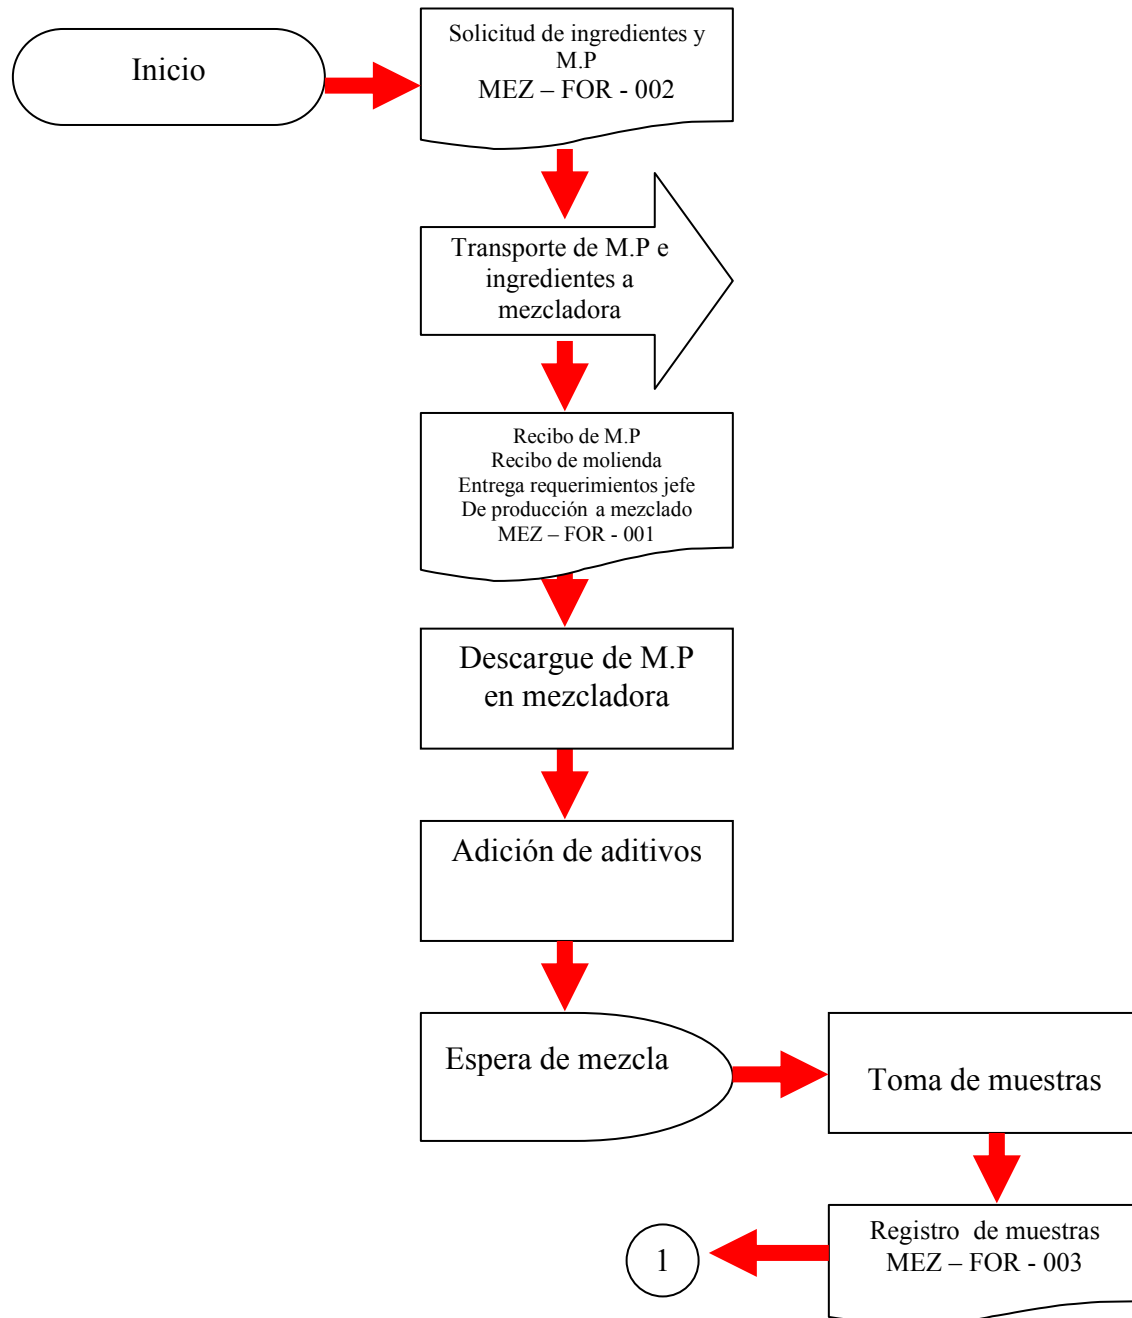 Inicio
Solicitud de ingredientes y
M.P
MEZ – FOR - 002
Transporte de M.P e
ingredientes a
mezcladora
Recibo de M.P
Recibo de molienda
Entrega requerimientos jefe
De producción a mezclado
MEZ – FOR - 001
Descargue de M.P
en mezcladora
Adición de aditivos
Espera de mezcla
Toma de muestras
Registro de muestras
MEZ – FOR - 003
1